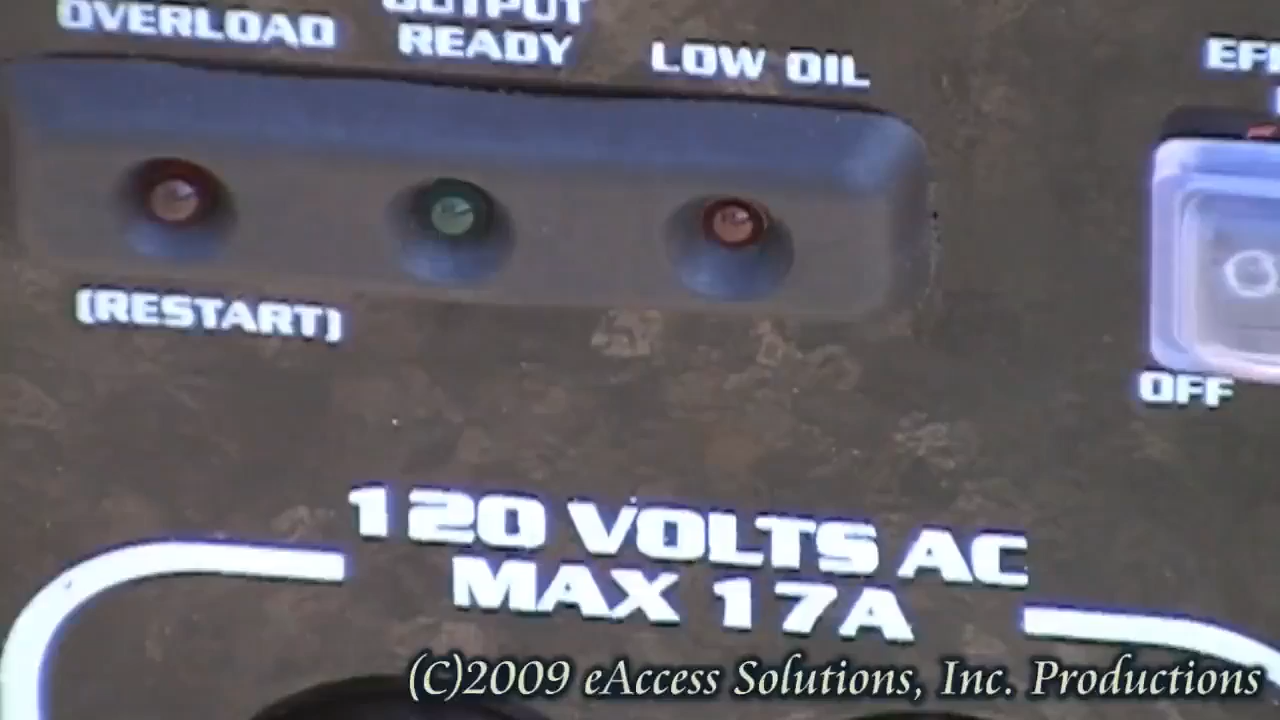 OVERLOAD
OUTPUT
READY
LOW OIL
(RESTART)
OFF
120 VOLTS AC
MAX 17A
(C)2009 eAccess Solutions, Inc. Productions